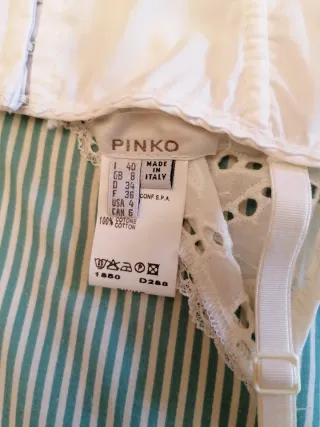 PINKO
I 40
GB 8
D 34
F 36
USA 4
CAN 6
MADE IN
ITALY
CONF S.P.A.
100% COTONE
COTTON
1880 D288